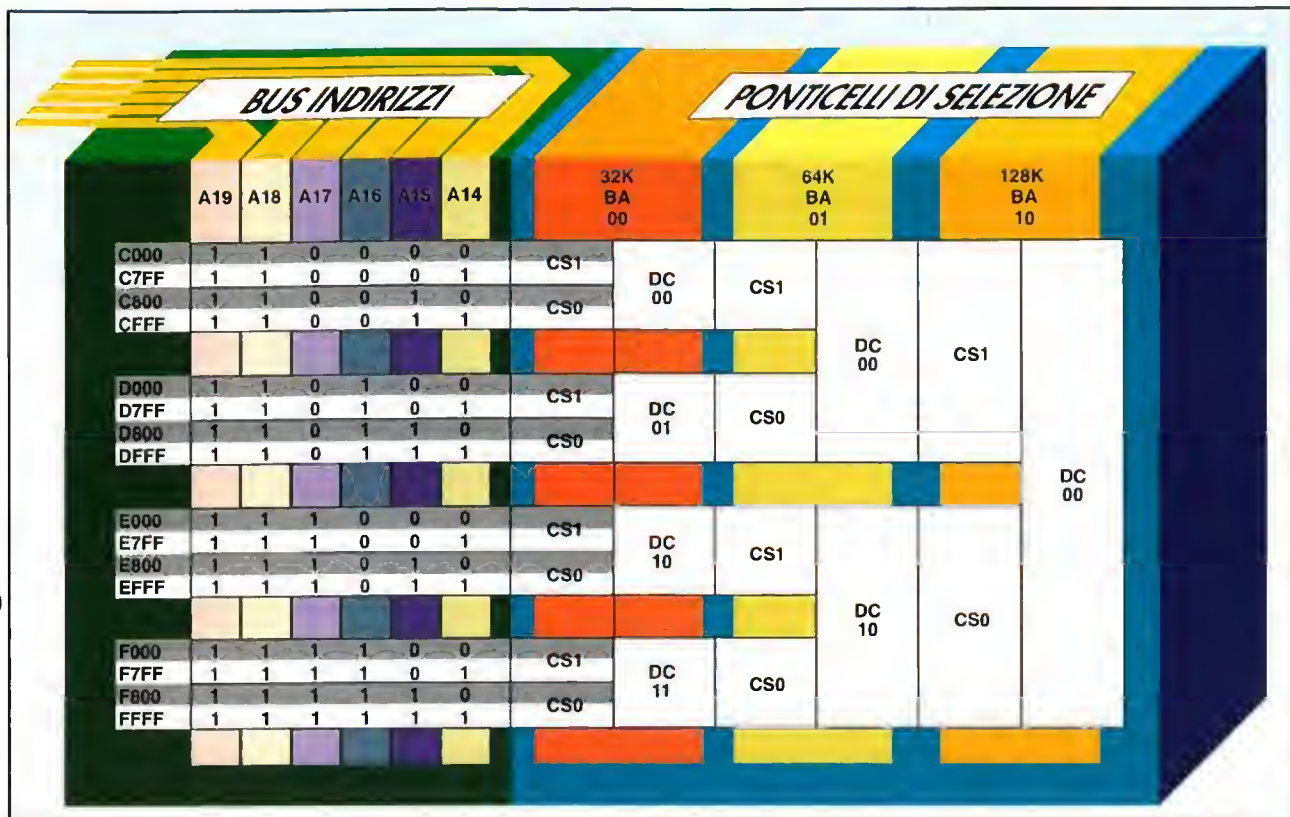 BUS INDIRIZZI
PONTICELLI DI SELEZIONE
A19 A18 A17 A16 A15 A14
32K BA 00
64K BA 01
128K BA 10
C000 1 1 0 0 0 0
C7FF 1 1 0 0 0 1
C800 1 1 0 0 1 0
CFFF 1 1 0 0 1 1
CS1
CS0
DC 00
CS1
D000 1 1 0 1 0 0
D7FF 1 1 0 1 0 1
D800 1 1 0 1 1 0
DFFF 1 1 0 1 1 1
CS1
CS0
DC 01
CS0
DC 00
CS1
E000 1 1 1 0 0 0
E7FF 1 1 1 0 0 1
E800 1 1 1 0 1 0
EFFF 1 1 1 0 1 1
CS1
CS0
DC 10
CS1
F000 1 1 1 1 0 0
F7FF 1 1 1 1 0 1
F800 1 1 1 1 1 0
FFFF 1 1 1 1 1 1
CS1
CS0
DC 11
CS0
DC 10
CS0
DC 00